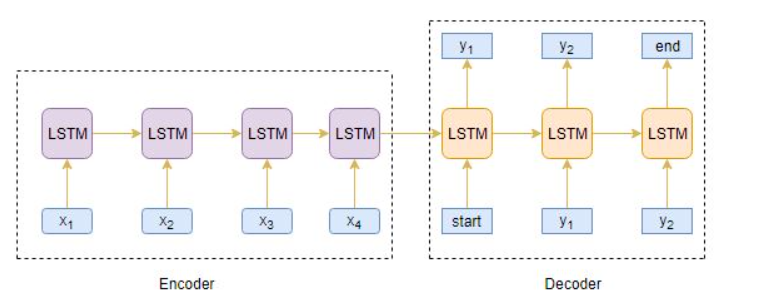 y₁ y₂ end
LSTM LSTM LSTM LSTM LSTM LSTM LSTM
x₁ x₂ x₃ x₄ start y₁ y₂
Encoder Decoder